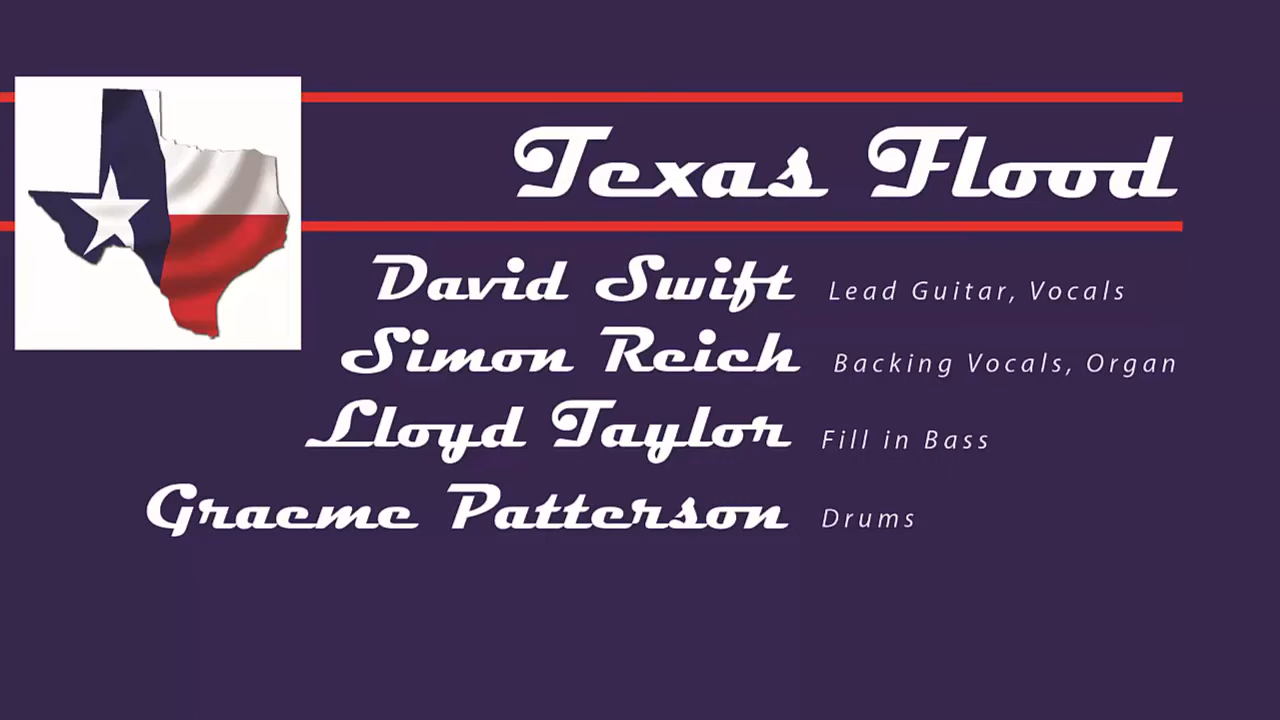 Texas Flood
David Swift Lead Guitar, Vocals
Simon Reich Backing Vocals, Organ
Lloyd Taylor Fill in Bass
Graeme Patterson Drums